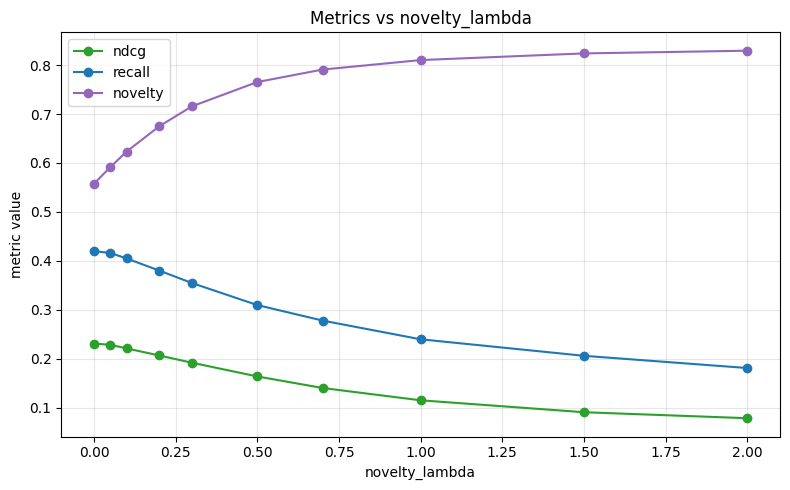 Metrics vs novelty_lambda
ndcg
recall
novelty
0.8
0.7
0.6
0.5
0.4
0.3
0.2
0.1
metric value
0.00 0.25 0.50 0.75 1.00 1.25 1.50 1.75 2.00
novelty_lambda